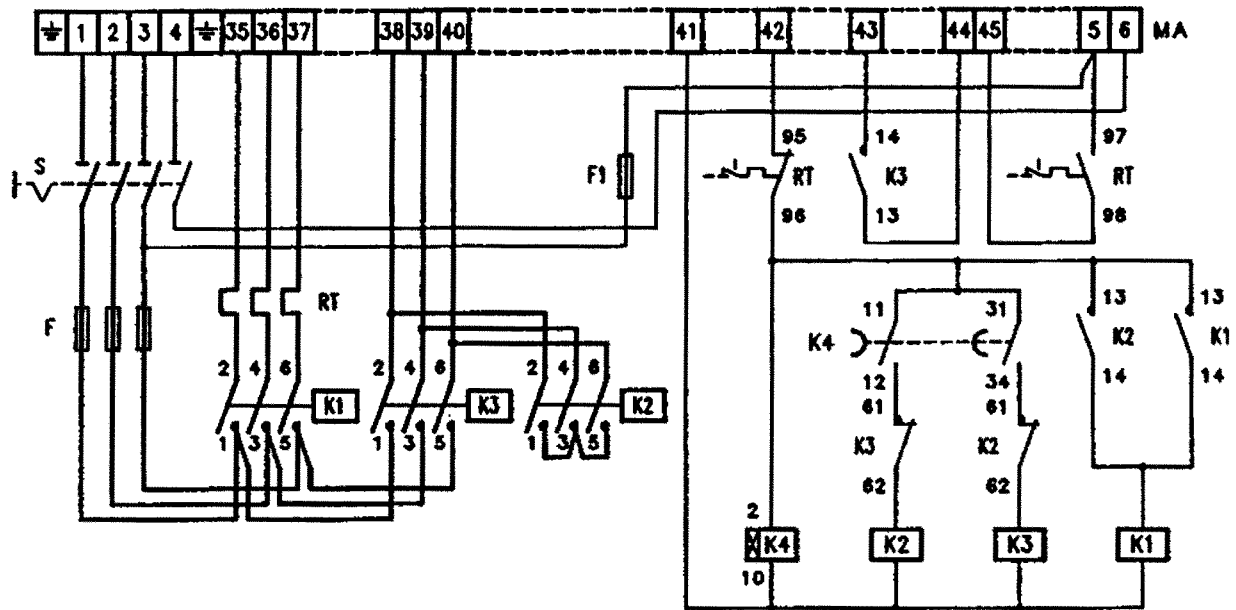 1 2 3 4 35 36 37 38 39 40 41 42 43 44 45 5 6 MA
95 14 97
S F1 RT K3 RT
96 13 98
RT
F
11 31 13 13
K4 K2 K1
2 4 6 2 4 6 2 4 6
12 34 14 14
K1 K3 K2
61 61
1 3 5 1 3 5 1 3 5
K3 K2
62 62
2
K4 K2 K3 K1
10